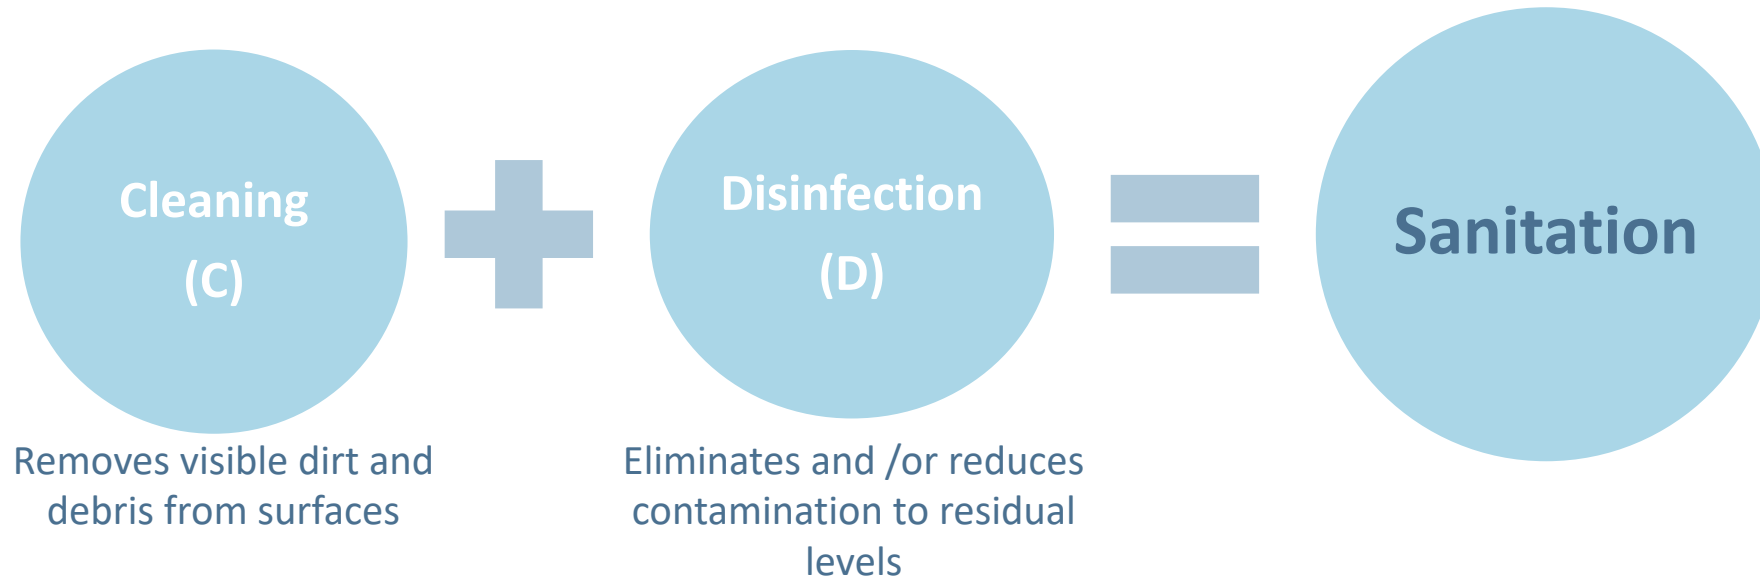 Cleaning
(C)
Disinfection
(D)
Sanitation
Removes visible dirt and
debris from surfaces
Eliminates and /or reduces
contamination to residual
levels